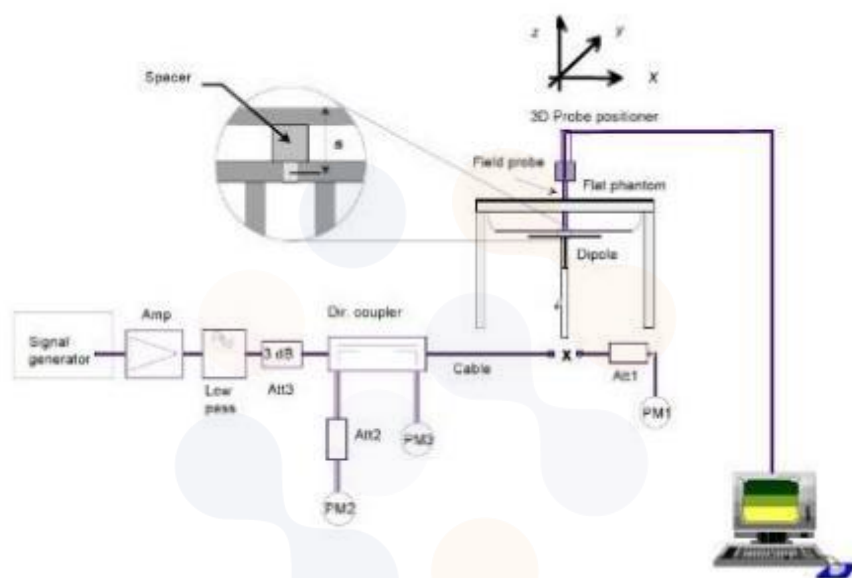 z
y
x
Spacer
s
3D Probe positioner
Field probe
Flat phantom
Dipole
Signal
generator
Amp
Low
pass
3 dB
Att3
Dir. coupler
Cable
x
Att1
PM1
Att2
PM3
PM2